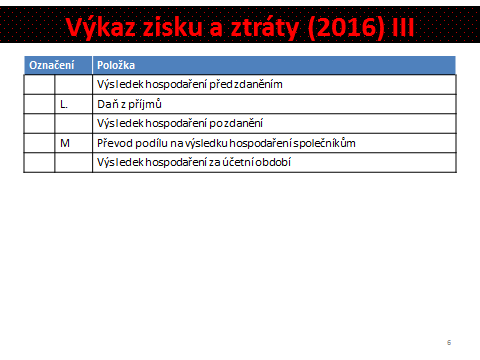 Výkaz zisku a ztráty (2016) III
Označení Položka
Výsledek hospodaření před zdaněním
L. Daň z příjmů
Výsledek hospodaření po zdanění
M Převod podílu na výsledku hospodaření společníkům
Výsledek hospodaření za účetní období
6